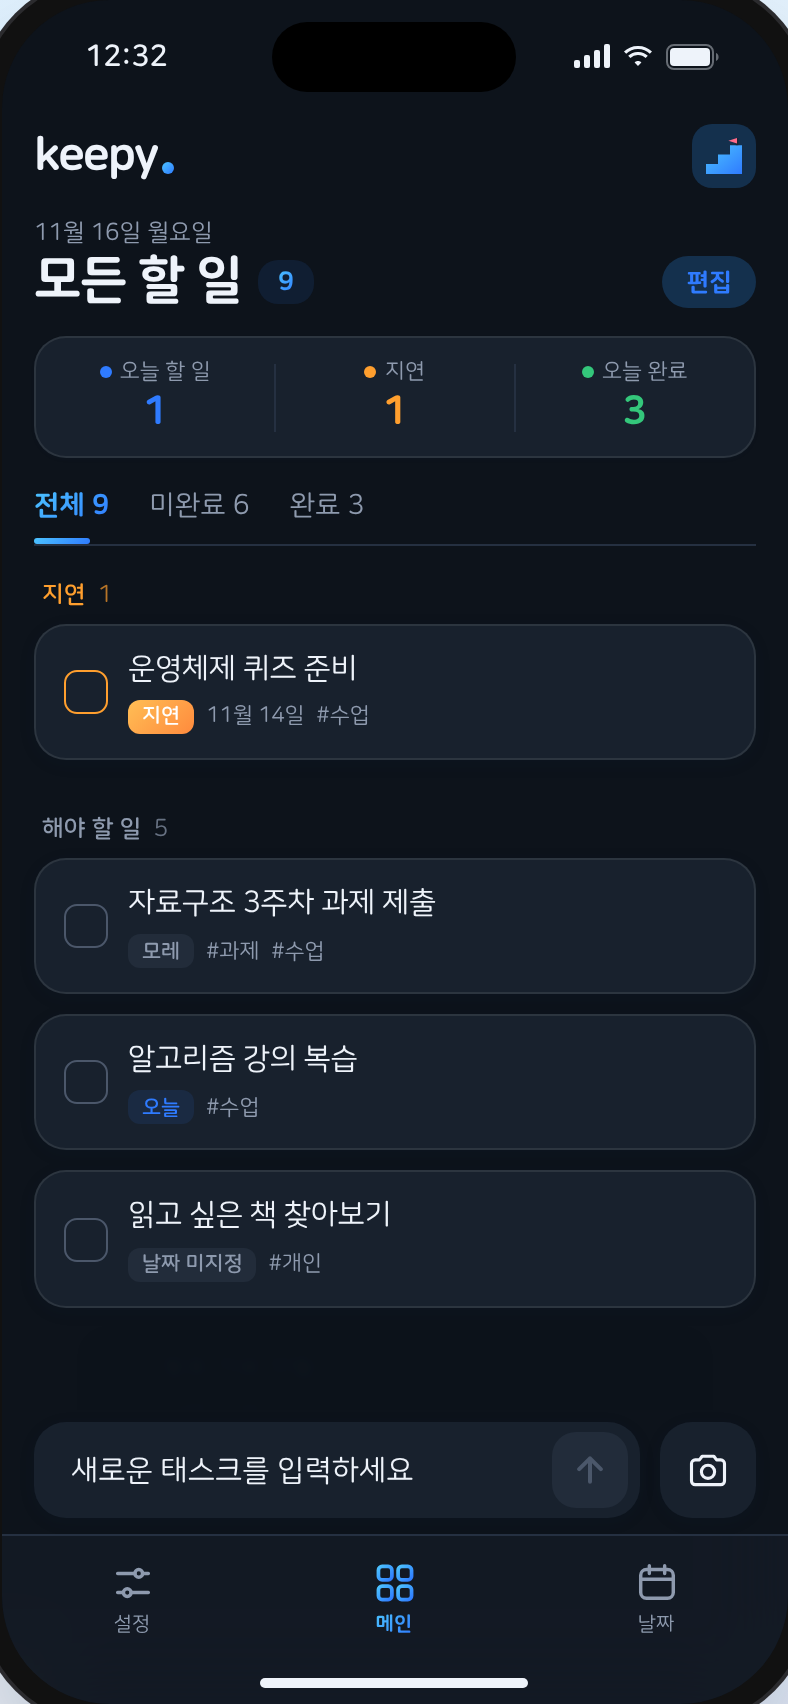 12:32
keepy.
11월 16일 월요일
모든 할 일 9
편집
오늘 할 일 지연 오늘 완료
1 1 3
전체 9 미완료 6 완료 3
지연 1
운영체제 퀴즈 준비
지연 11월 14일 #수업
해야 할 일 5
자료구조 3주차 과제 제출
모레 #과제 #수업
알고리즘 강의 복습
오늘 #수업
읽고 싶은 책 찾아보기
날짜 미지정 #개인
새로운 태스크를 입력하세요
설정 메인 날짜